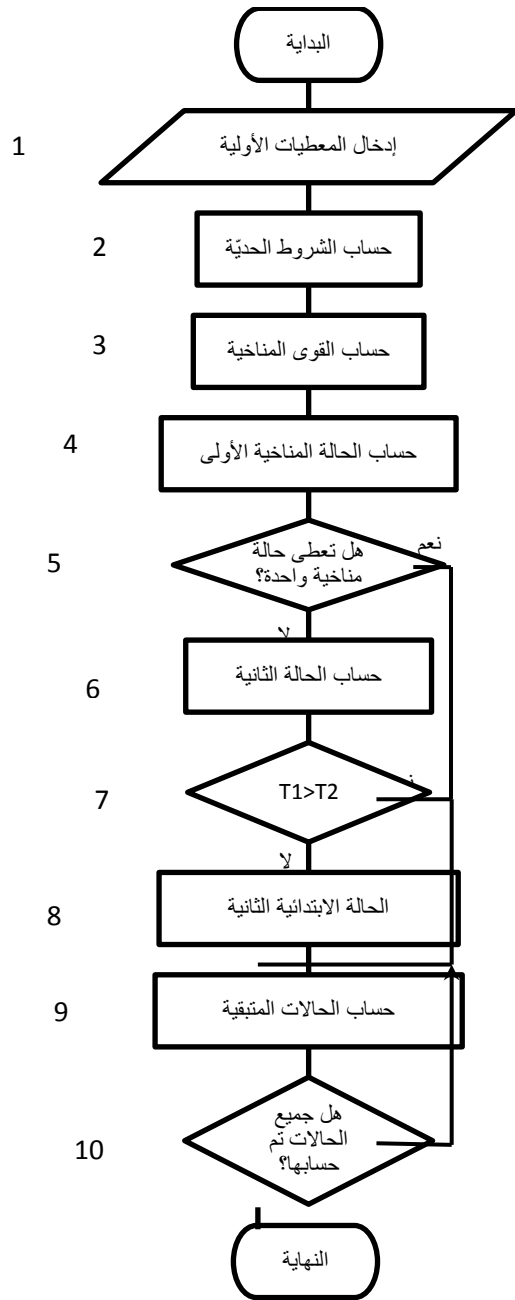 البداية
1
إدخال المعطيات الأولية
2
حساب الشروط الحديّة
3
حساب القوى المناخية
4
حساب الحالة المناخية الأولى
5
هل تعطى حالة
مناخية واحدة؟
نعم
لا
6
حساب الحالة الثانية
7
T1>T2
لا
8
الحالة الابتدائية الثانية
9
حساب الحالات المتبقية
10
هل جميع
الحالات تم
حسابها؟
النهاية